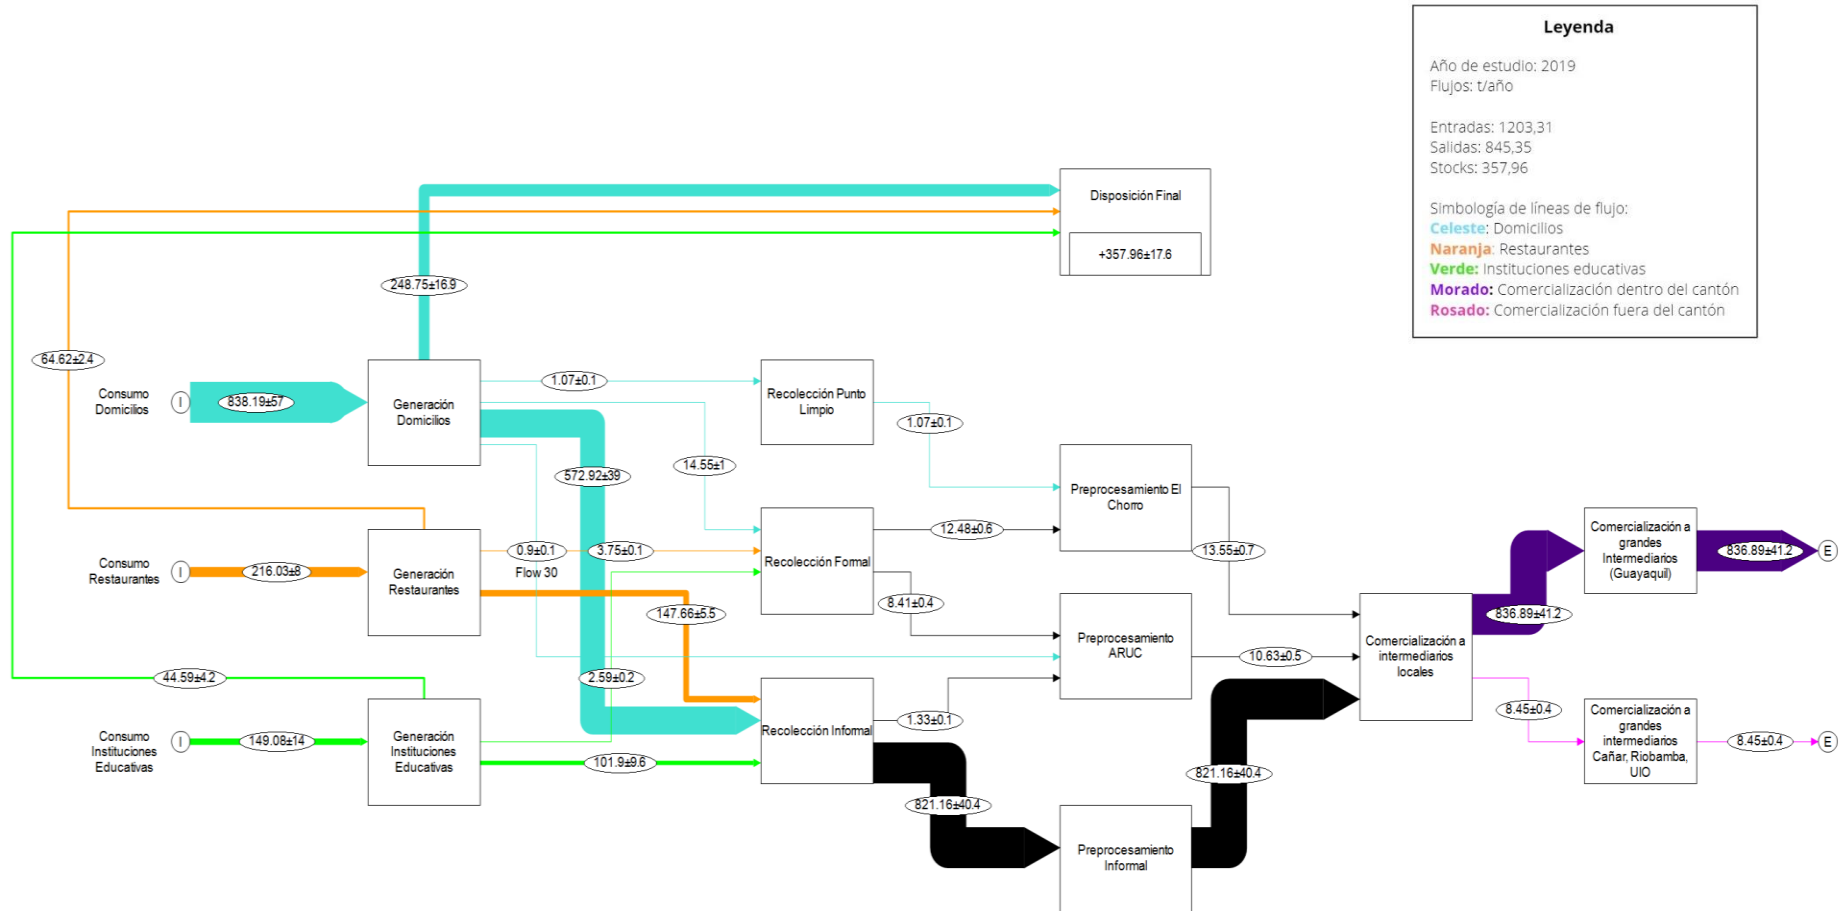 Leyenda
Año de estudio: 2019
Flujos: t/año
Entradas: 1203,31
Salidas: 845,35
Stocks: 357,96
Simbología de líneas de flujo:
Celeste: Domicilios
Naranja: Restaurantes
Verde: Instituciones educativas
Morado: Comercialización dentro del cantón
Rosado: Comercialización fuera del cantón
Disposición Final
+357.96±17.6
248.75±16.9
64.62±2.4
Consumo
Domicilios
I
838.19±57
Generación
Domicilios
1.07±0.1
Recolección Punto
Limpio
1.07±0.1
14.55±1
572.92±39
Preprocesamiento El
Chorro
12.48±0.6
13.55±0.7
Consumo
Restaurantes
I
216.03±8
Generación
Restaurantes
0.9±0.1
Flow 30
3.75±0.1
Recolección Formal
8.41±0.4
147.66±5.5
Comercialización a
grandes
Intermediarios
(Guayaquil)
836.89±41.2
E
836.89±41.2
Preprocesamiento
ARUC
10.63±0.5
Comercialización a
intermediarios
locales
44.59±4.2
2.59±0.2
Consumo
Instituciones
Educativas
I
149.08±14
Generación
Instituciones
Educativas
101.9±9.6
Recolección Informal
1.33±0.1
8.45±0.4
Comercialización a
grandes
intermediarios
Cañar, Riobamba,
UIO
8.45±0.4
E
821.16±40.4
821.16±40.4
Preprocesamiento
Informal